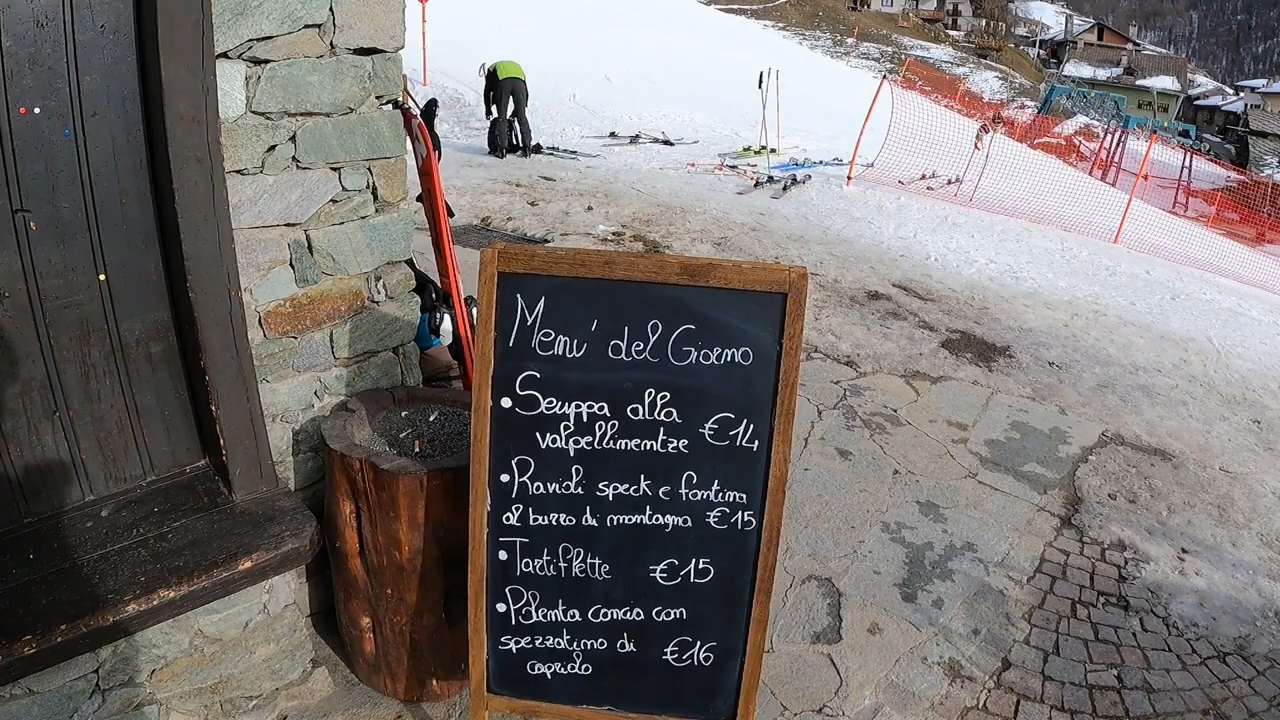 Menu' del Giorno
• Seuppa alla
valpellinentze €14
• Ravioli speck e fontina
al burro di montagna €15
• Tartiflette €15
• Polenta concia con
spezzatino di
capriolo €16